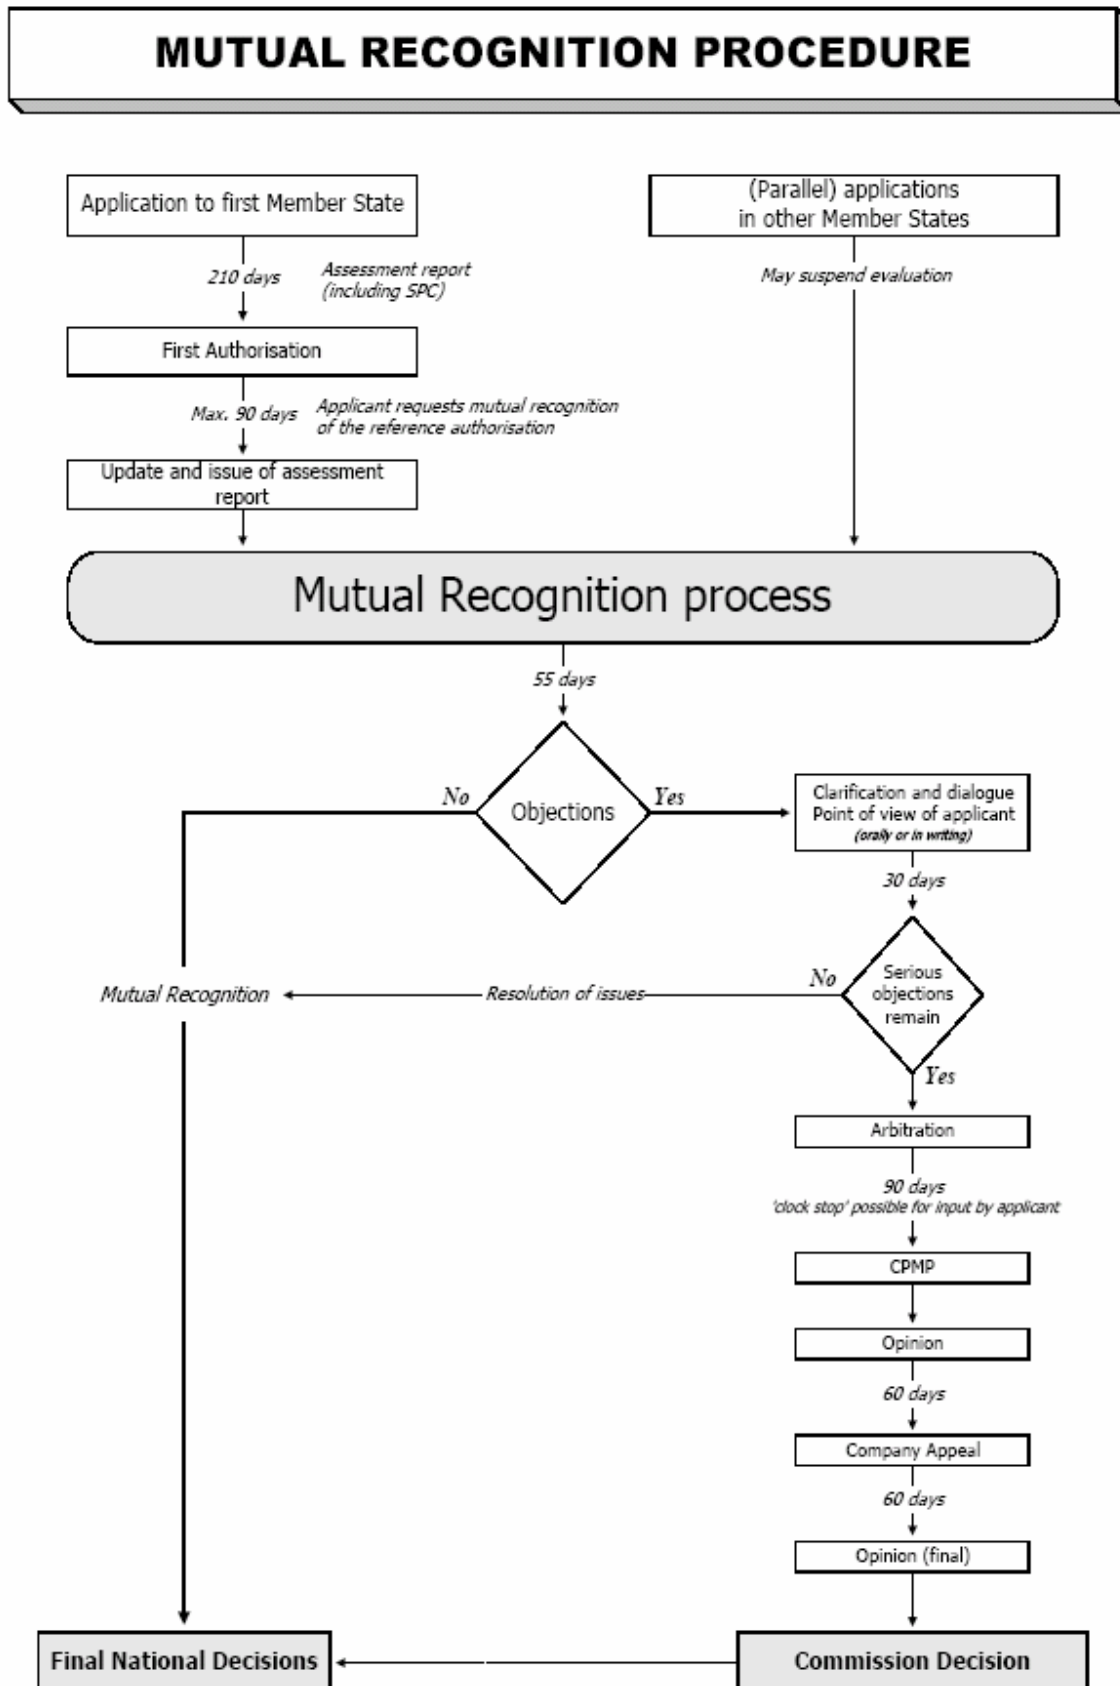 MUTUAL RECOGNITION PROCEDURE
Application to first Member State
(Parallel) applications
in other Member States
210 days
Assessment report
(including SPC)
May suspend evaluation
First Authorisation
Max. 90 days
Applicant requests mutual recognition
of the reference authorisation
Update and issue of assessment
report
Mutual Recognition process
55 days
No
Objections
Yes
Clarification and dialogue
Point of view of applicant
(orally or in writing)
30 days
Mutual Recognition
Resolution of issues
No
Serious
objections
remain
Yes
Arbitration
90 days
'clock stop' possible for input by applicant
CPMP
Opinion
60 days
Company Appeal
60 days
Opinion (final)
Final National Decisions
Commission Decision